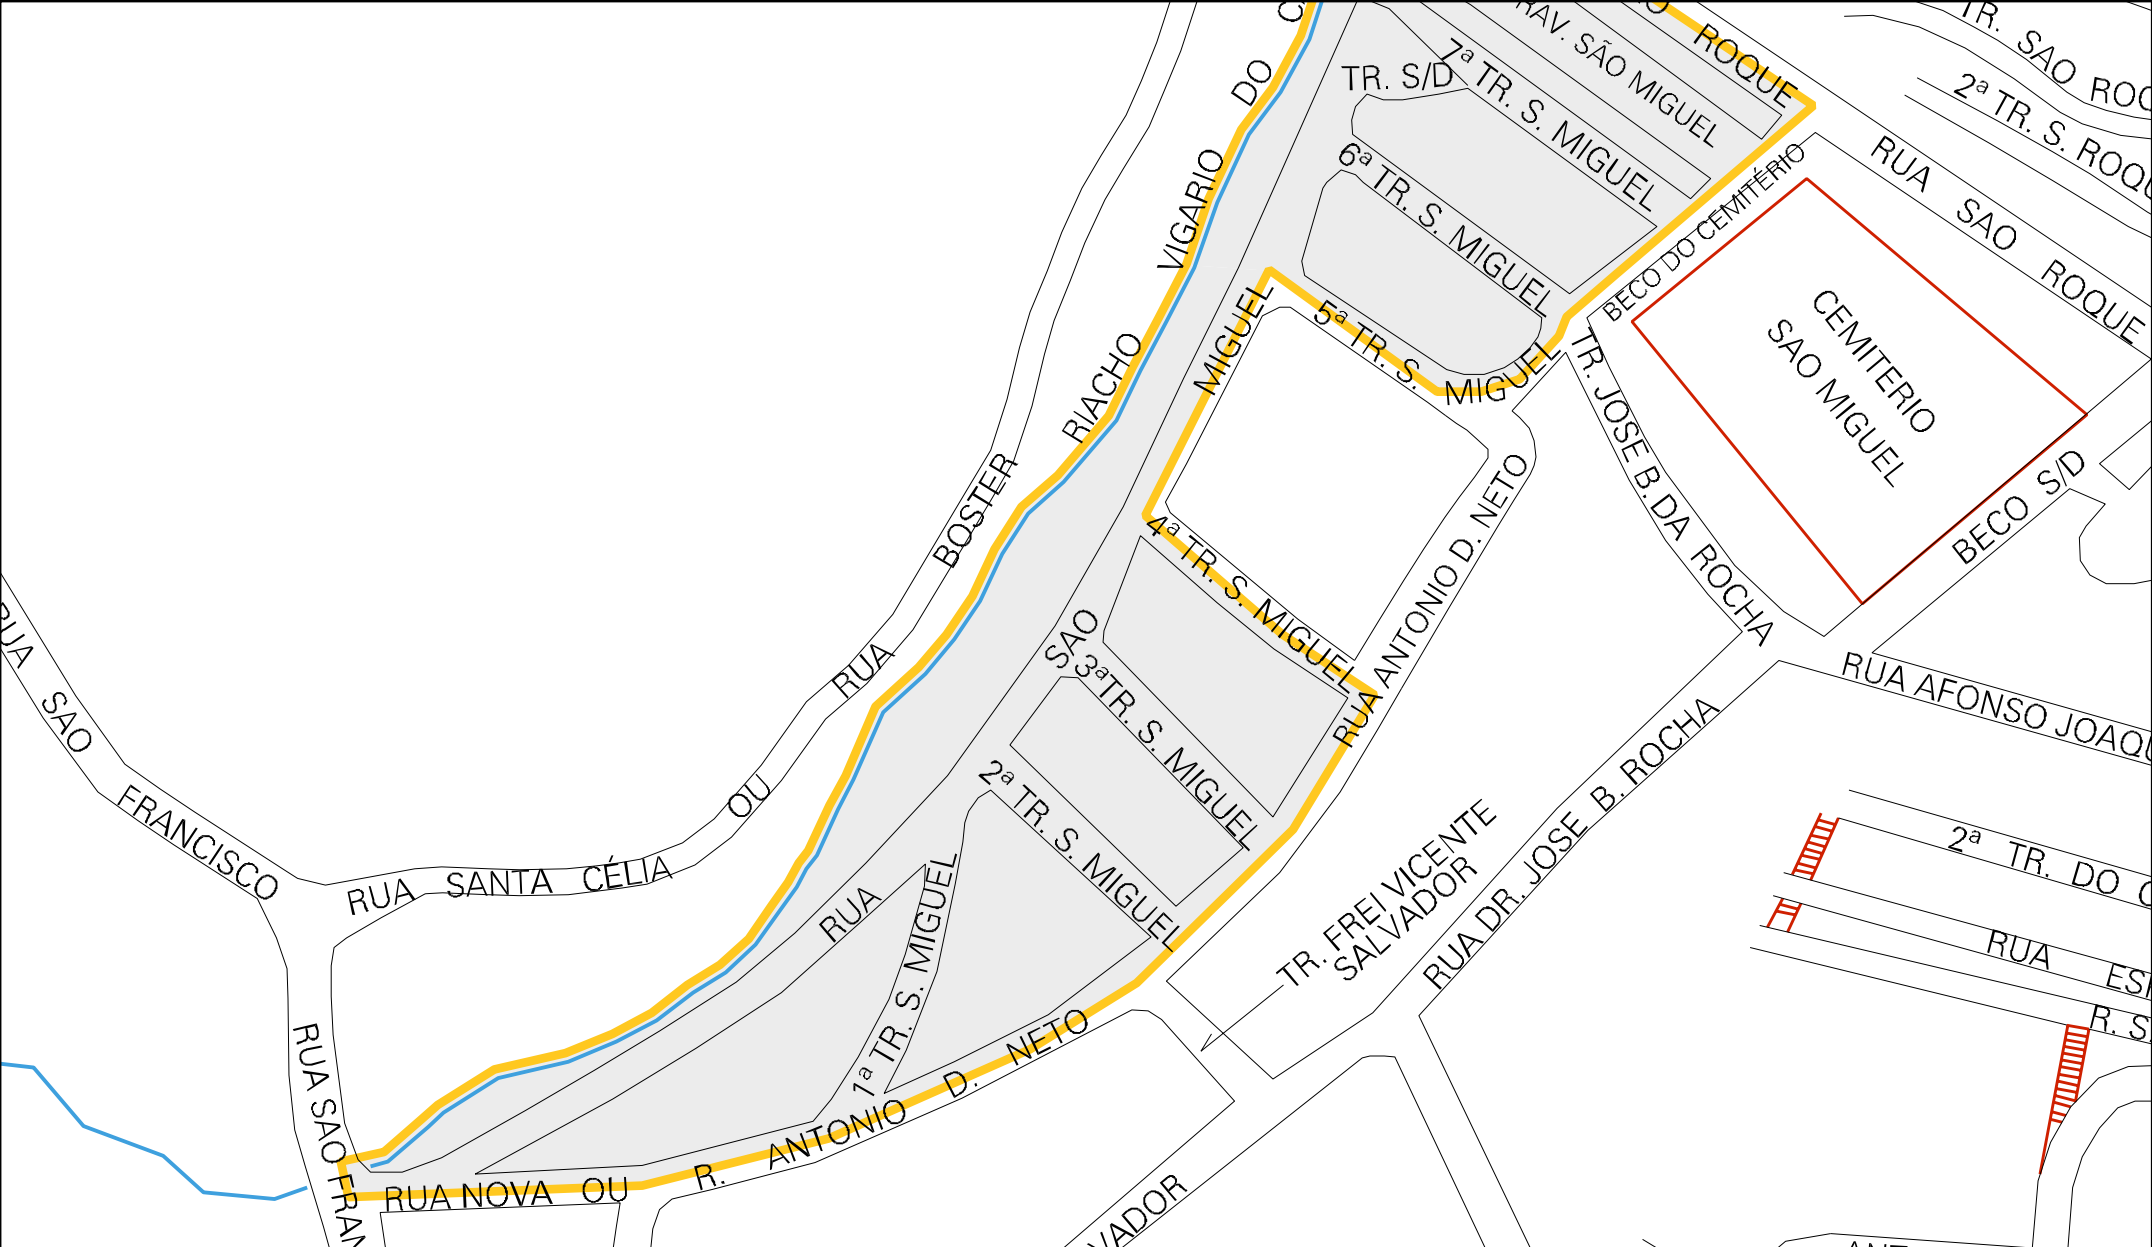 TR. SAO ROQUE
2ª TR. S. ROQUE
RUA SAO ROQUE
ROQUE
TRAV. SÃO MIGUEL
7ª TR. S. MIGUEL
TR. S/D
6ª TR. S. MIGUEL
5ª TR. S. MIGUEL
BECO DO CEMITÉRIO
CEMITERIO
SAO MIGUEL
BECO S/D
TR. JOSE B. DA ROCHA
RIACHO VIGARIO DO
RUA BOSTER
RUA SANTA CÉLIA OU
RUA SAO FRANCISCO
RUA SAO FRAN
RUA SAO MIGUEL
4ª TR. S. MIGUEL
3ª TR. S. MIGUEL
2ª TR. S. MIGUEL
1ª TR. S. MIGUEL
RUA ANTONIO D. NETO
RUA NOVA OU R. ANTONIO D. NETO
TR. FREI VICENTE
SALVADOR
RUA DR. JOSE B. ROCHA
RUA AFONSO JOAQU
2ª TR. DO
RUA ESP
R. S
VADOR